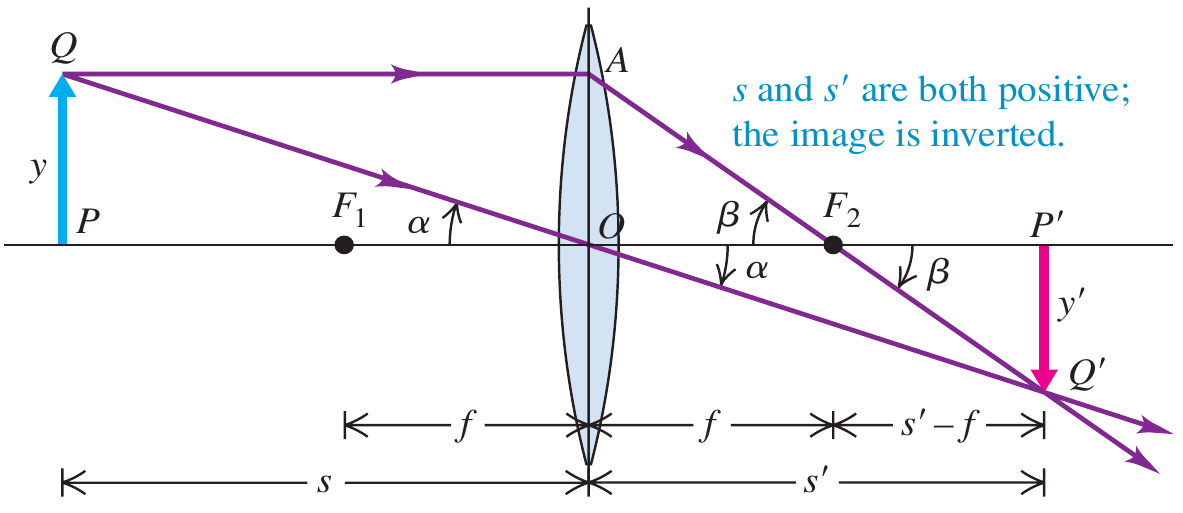 Q
A
s and s′ are both positive;
the image is inverted.
y
P
F₁
α
O
β
F₂
P′
α
β
y′
Q′
f
f
s′ – f
s
s′